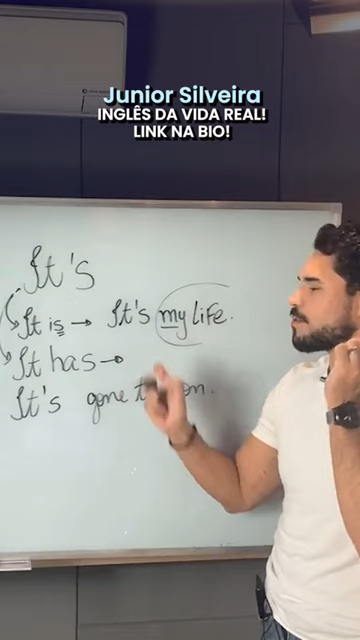 Junior Silveira
INGLÊS DA VIDA REAL!
LINK NA BIO!
It's
It is → It's my life.
It has →
It's gone on.